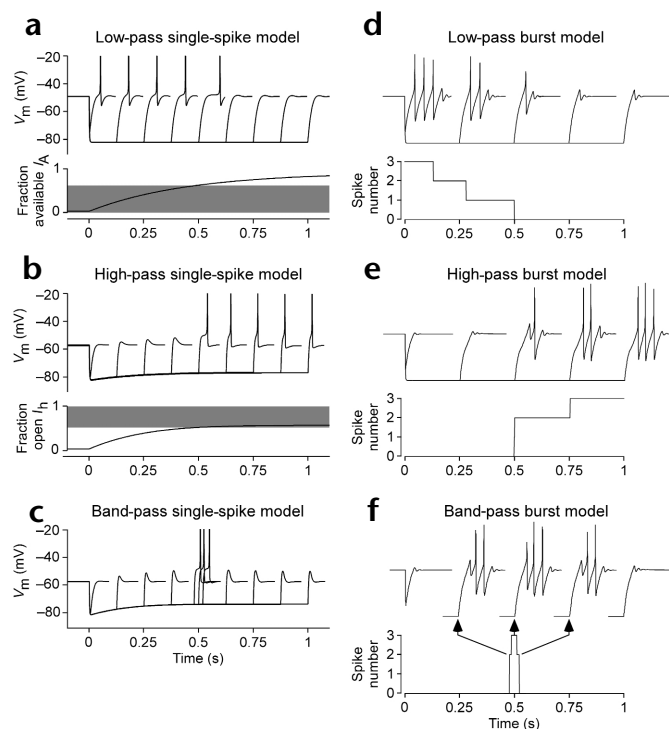 a
Low-pass single-spike model
Vm (mV)
−20
−40
−60
−80
Fraction
available IA
1
0
0 0.25 0.5 0.75 1
b
High-pass single-spike model
Vm (mV)
−20
−40
−60
−80
Fraction
open Ih
1
0
0 0.25 0.5 0.75 1
c
Band-pass single-spike model
Vm (mV)
−20
−40
−60
−80
0 0.25 0.5 0.75 1
Time (s)
d
Low-pass burst model
Spike
number
3
2
1
0
0 0.25 0.5 0.75 1
e
High-pass burst model
Spike
number
3
2
1
0
0 0.25 0.5 0.75 1
f
Band-pass burst model
Spike
number
3
2
1
0
0 0.25 0.5 0.75 1
Time (s)